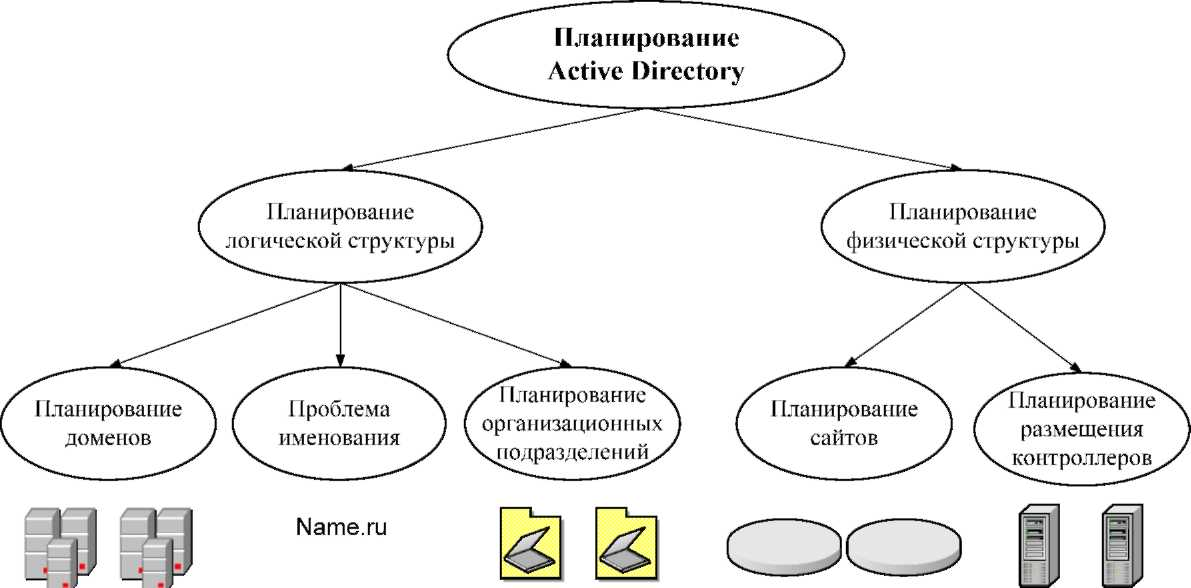 Планирование
Active Directory
Планирование
логической структуры
Планирование
физической структуры
Планирование
доменов
Проблема
именования
Планирование
организационных
подразделений
Планирование
сайтов
Планирование
размещения
контроллеров
Name.ru